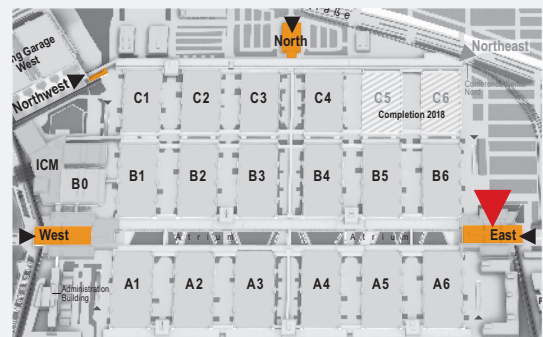 North
Northeast
ng Garage
West
Northwest
C1 C2 C3 C4 C5 C6
Completion 2018
North
ICM
B0 B1 B2 B3 B4 B5 B6
West
Atrium Atrium
East
Administration
Building
A1 A2 A3 A4 A5 A6